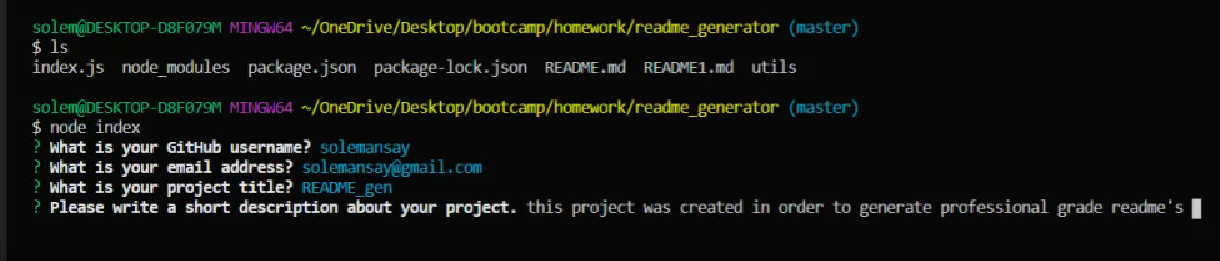 solem@DESKTOP-D8F079M MINGW64 ~/OneDrive/Desktop/bootcamp/homework/readme_generator (master)
$ ls
index.js node_modules package.json package-lock.json README.md README1.md utils
solem@DESKTOP-D8F079M MINGW64 ~/OneDrive/Desktop/bootcamp/homework/readme_generator (master)
$ node index
? What is your GitHub username? solemansay
? What is your email address? solemansay@gmail.com
? What is your project title? README_gen
? Please write a short description about your project. this project was created in order to generate professional grade readme's